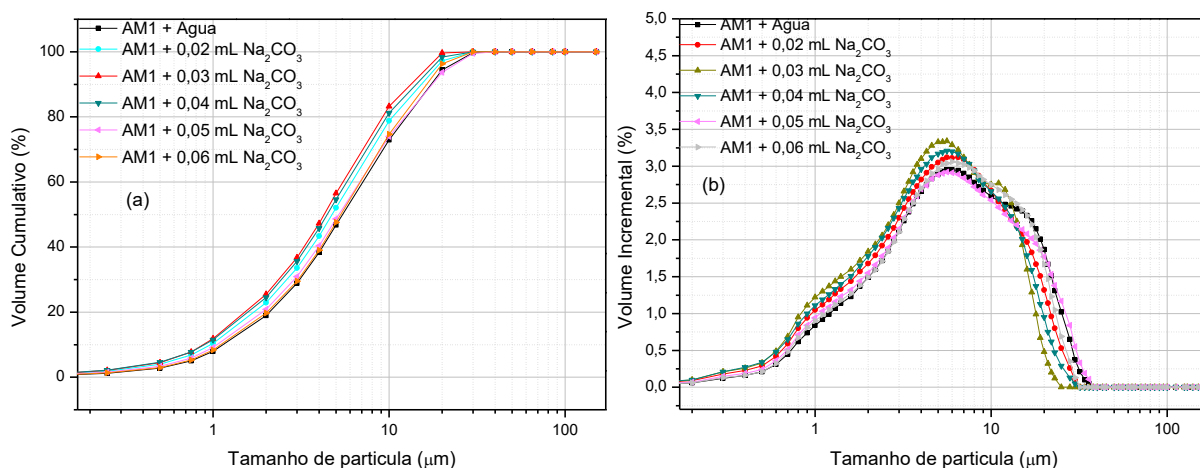 AM1 + Agua
AM1 + 0,02 mL Na2CO3
AM1 + 0,03 mL Na2CO3
AM1 + 0,04 mL Na2CO3
AM1 + 0,05 mL Na2CO3
AM1 + 0,06 mL Na2CO3
(a)
Volume Cumulativo (%)
100
80
60
40
20
0
1
10
100
Tamanho de particula (μm)
AM1 + Agua
AM1 + 0,02 mL Na2CO3
AM1 + 0,03 mL Na2CO3
AM1 + 0,04 mL Na2CO3
AM1 + 0,05 mL Na2CO3
AM1 + 0,06 mL Na2CO3
(b)
Volume Incremental (%)
5,0
4,5
4,0
3,5
3,0
2,5
2,0
1,5
1,0
0,5
0,0
1
10
100
Tamanho de particula (μm)